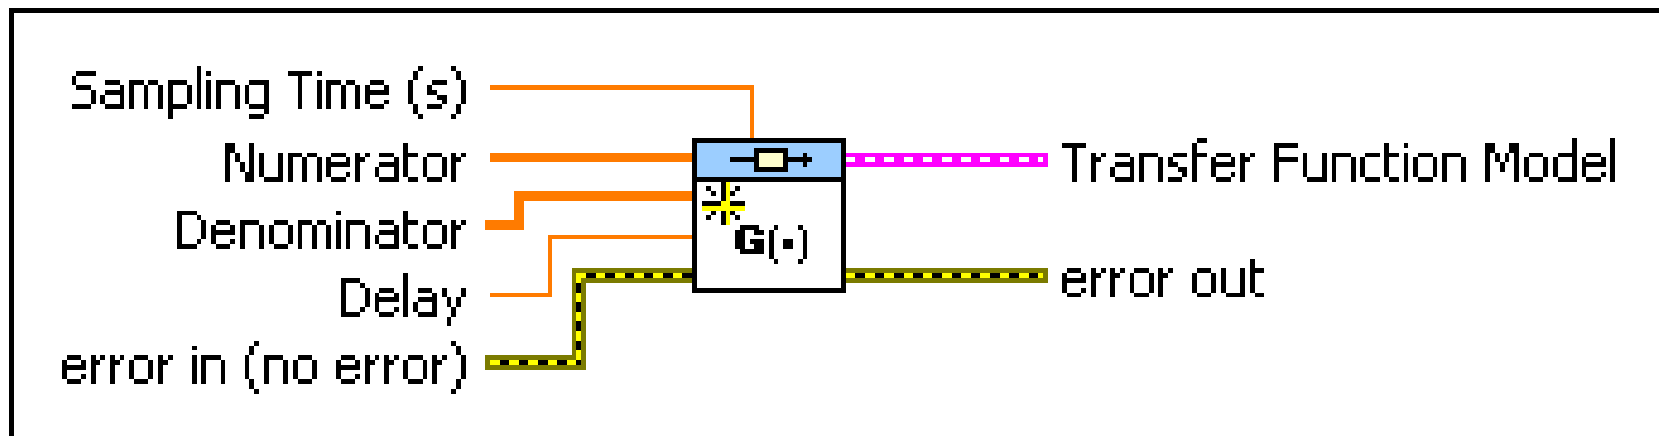 Sampling Time (s)
Numerator
Denominator
Delay
error in (no error)
G(·)
Transfer Function Model
error out